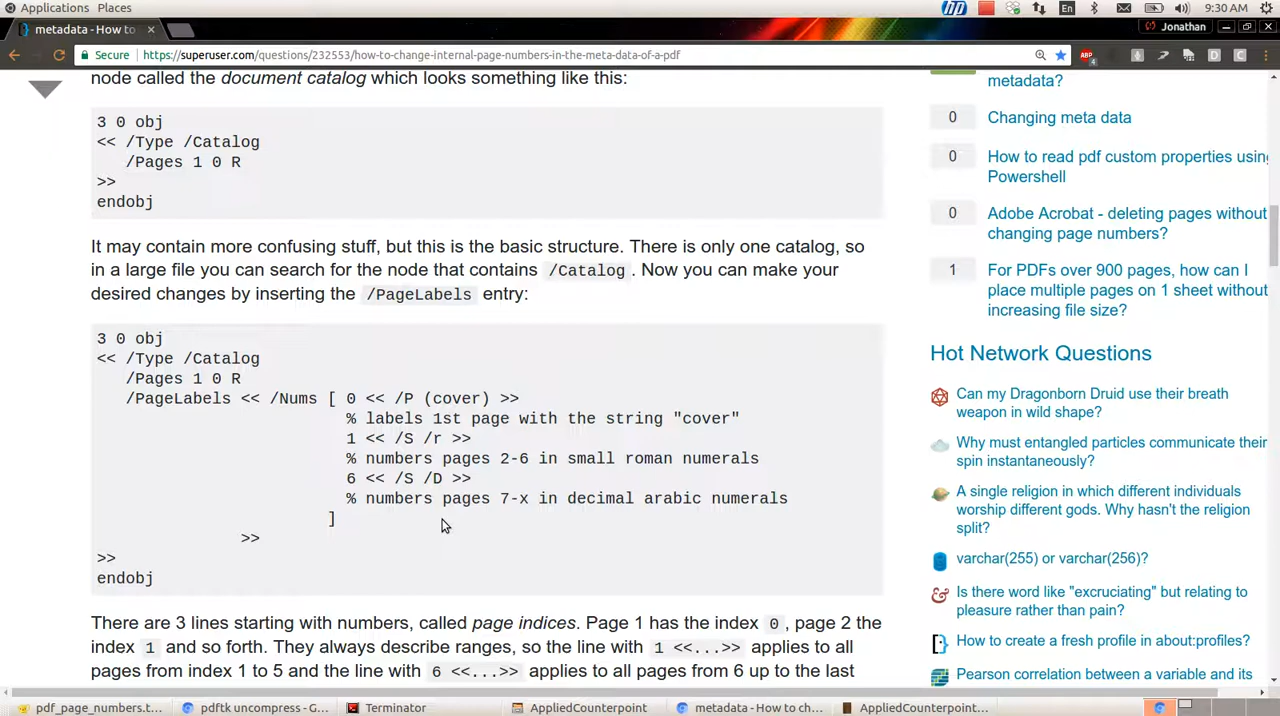 Applications Places
En
9:30 AM
metadata - How to
Jonathan
Secure
https://superuser.com/questions/232553/how-to-change-internal-page-numbers-in-the-meta-data-of-a-pdf
ABP
4
D
C
node called the document catalog which looks something like this:
3 0 obj
<< /Type /Catalog
/Pages 1 0 R
>>
endobj
It may contain more confusing stuff, but this is the basic structure. There is only one catalog, so
in a large file you can search for the node that contains /Catalog . Now you can make your
desired changes by inserting the /PageLabels entry:
3 0 obj
<< /Type /Catalog
/Pages 1 0 R
/PageLabels << /Nums [ 0 << /P (cover) >>
% labels 1st page with the string "cover"
1 << /S /r >>
% numbers pages 2-6 in small roman numerals
6 << /S /D >>
% numbers pages 7-x in decimal arabic numerals
]
>>
>>
endobj
There are 3 lines starting with numbers, called page indices. Page 1 has the index 0 , page 2 the
index 1 and so forth. They always describe ranges, so the line with 1 <<...>> applies to all
pages from index to 5 and the line with 6 <<...>> applies to all pages from 6 up to the last
metadata?
0 Changing meta data
0 How to read pdf custom properties using
Powershell
0 Adobe Acrobat - deleting pages without
changing page numbers?
1 For PDFs over 900 pages, how can I
place multiple pages on 1 sheet without
increasing file size?
Hot Network Questions
Can my Dragonborn Druid use their breath
weapon in wild shape?
Why must entangled particles communicate their
spin instantaneously?
A single religion in which different individuals
worship different gods. Why hasn't the religion
split?
varchar(255) or varchar(256)?
Is there word like "excruciating" but relating to
pleasure rather than pain?
How to create a fresh profile in about:profiles?
Pearson correlation between a variable and its
pdf_page_numbers.t...
pdftk uncompress - G...
Terminator
AppliedCounterpoint
metadata - How to ch...
AppliedCounterpoint...